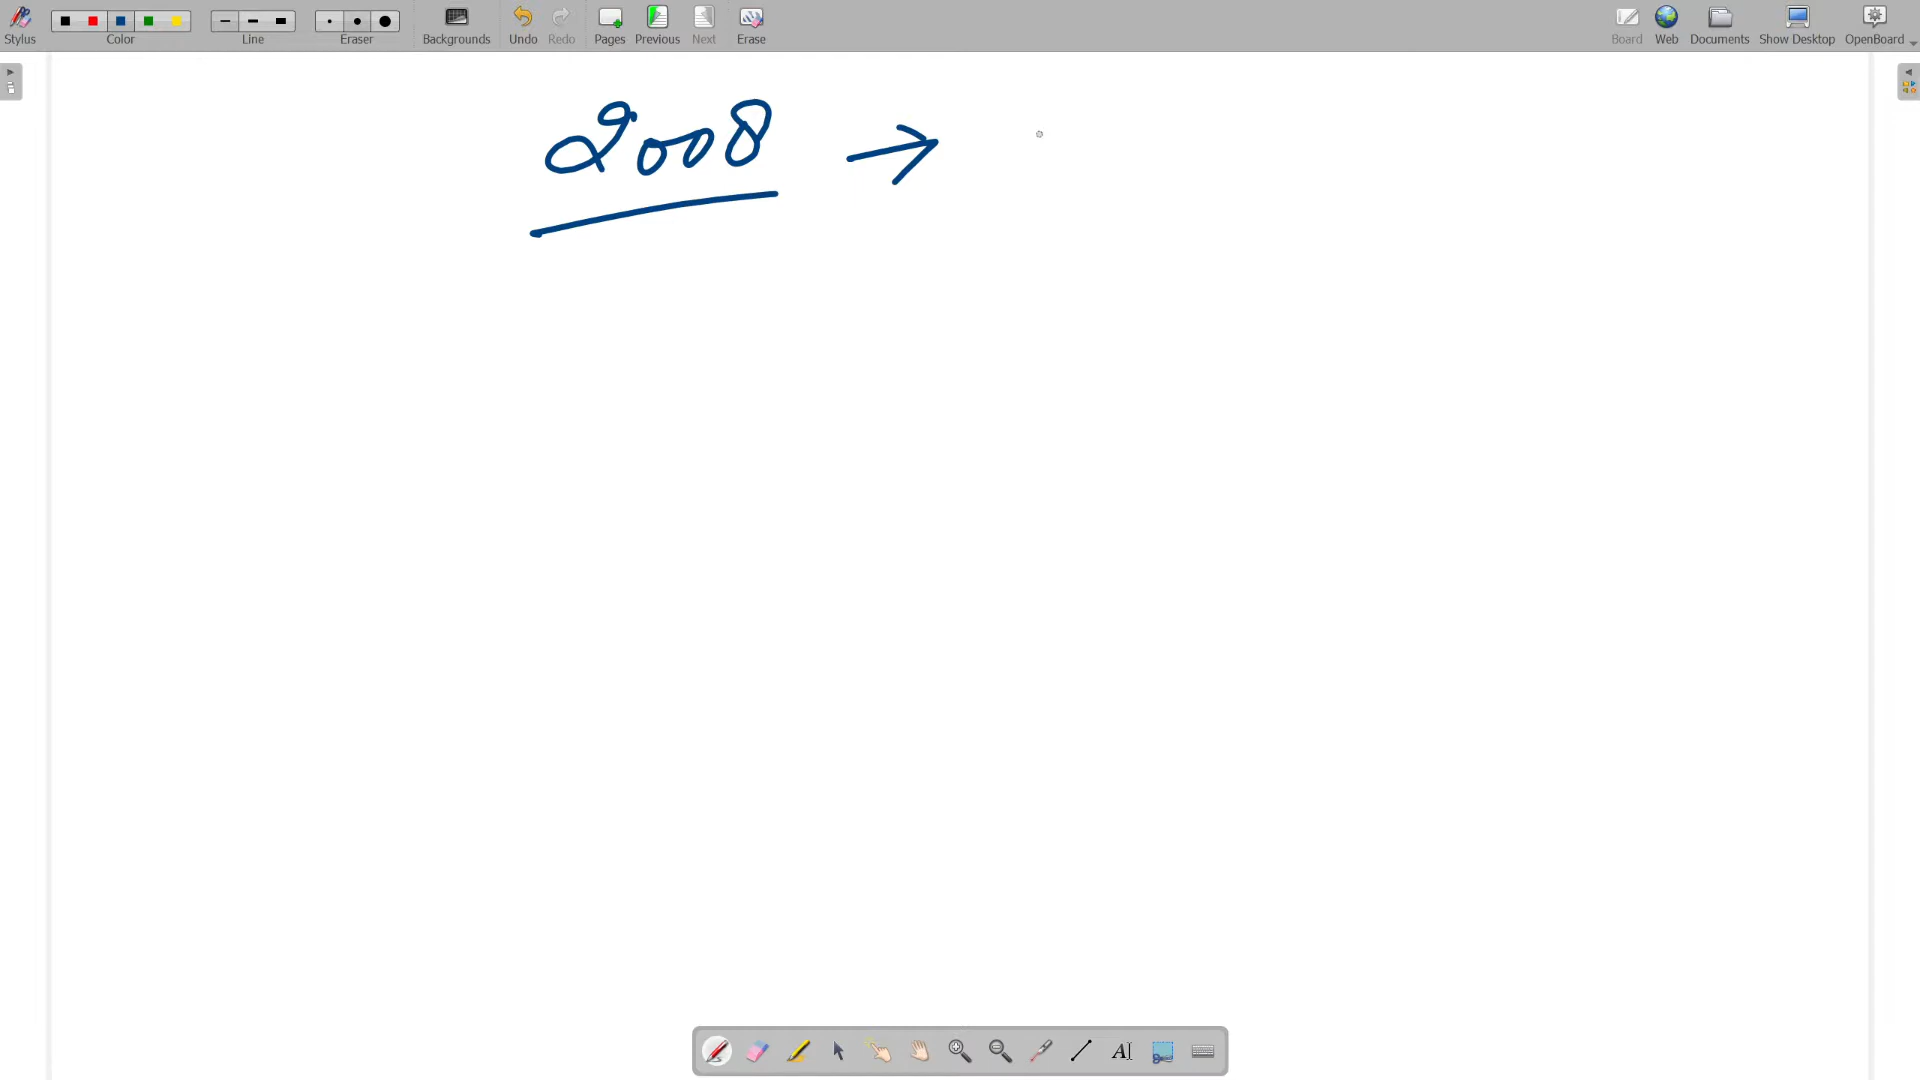 Stylus Color Line Eraser Backgrounds Undo Redo Pages Previous Next Erase Board Web Documents Show Desktop OpenBoard
2008 →